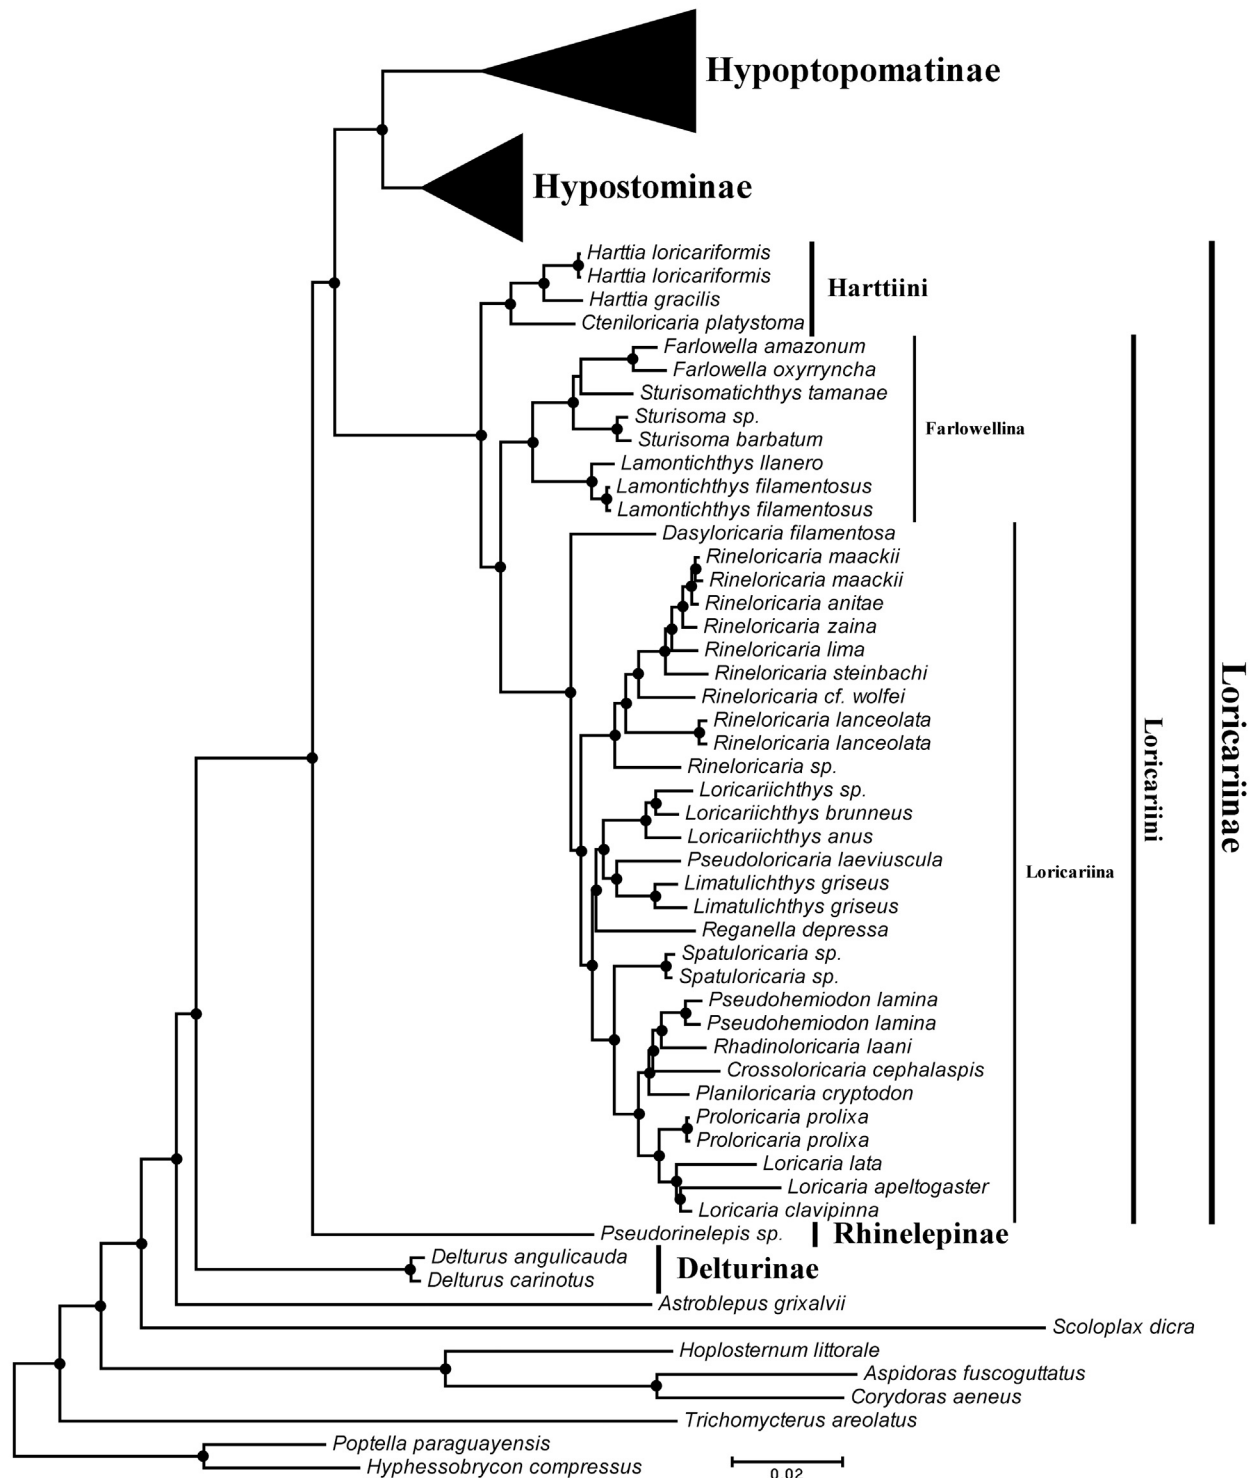 Hypoptopomatinae
Hypostominae
Harttia loricariformis
Harttia loricariformis
Harttia gracilis
Cteniloricaria platystoma
Harttiini
Farlowella amazonum
Farlowella oxyrryncha
Sturisomatichthys tamanae
Sturisoma sp.
Sturisoma barbatum
Lamontichthys llanero
Lamontichthys filamentosus
Lamontichthys filamentosus
Farlowellina
Dasyloricaria filamentosa
Rineloricaria maackii
Rineloricaria maackii
Rineloricaria anitae
Rineloricaria zaina
Rineloricaria lima
Rineloricaria steinbachi
Rineloricaria cf. wolfei
Rineloricaria lanceolata
Rineloricaria lanceolata
Rineloricaria sp.
Loricariichthys sp.
Loricariichthys brunneus
Loricariichthys anus
Pseudoloricaria laeviuscula
Limatulichthys griseus
Limatulichthys griseus
Reganella depressa
Spatuloricaria sp.
Spatuloricaria sp.
Pseudohemiodon lamina
Pseudohemiodon lamina
Rhadinoloricaria laani
Crossoloricaria cephalaspis
Planiloricaria cryptodon
Proloricaria prolixa
Proloricaria prolixa
Loricaria lata
Loricaria apeltogaster
Loricaria clavipinna
Loricariina
Loricariini
Loricariinae
Pseudorinelepis sp.
Rhinelepinae
Delturus angulicauda
Delturus carinotus
Delturinae
Astroblepus grixalvii
Scoloplax dicra
Hoplosternum littorale
Aspidoras fuscoguttatus
Corydoras aeneus
Trichomycterus areolatus
Poptella paraguayensis
Hyphessobrycon compressus
0.02